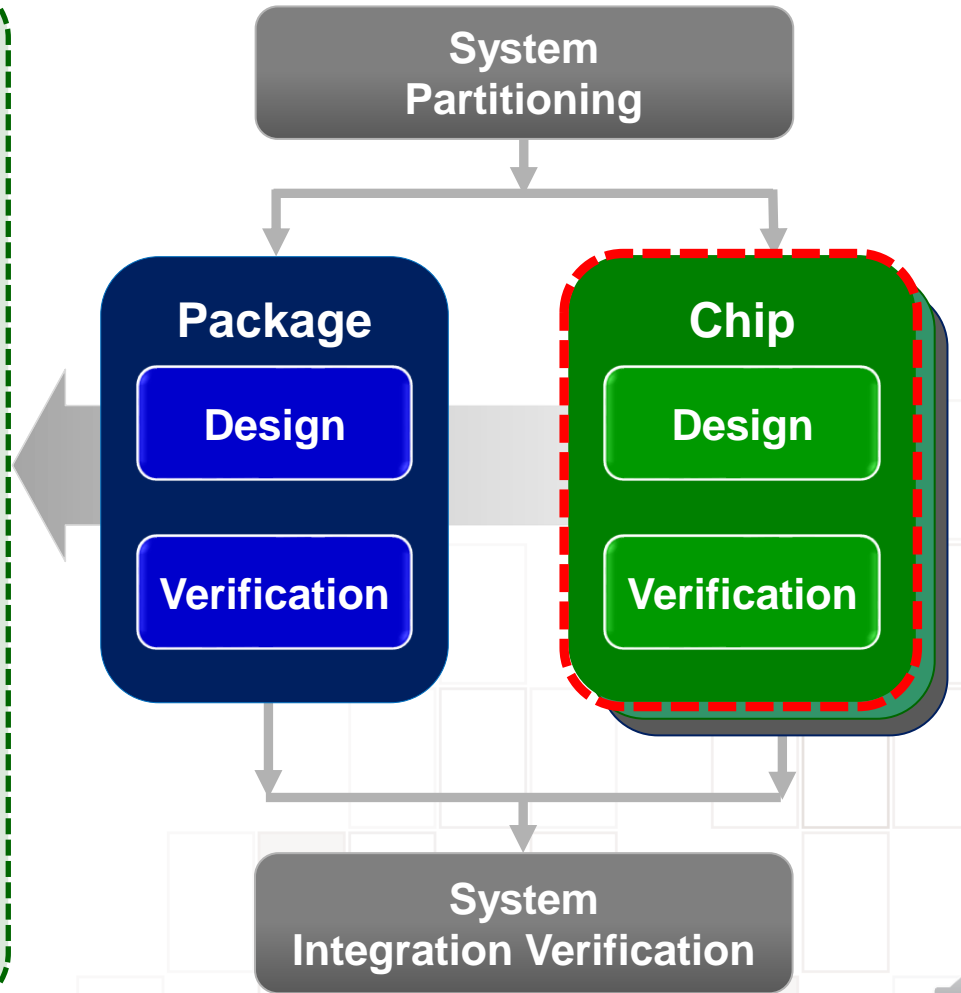 System
Partitioning
Package
Design
Verification
Chip
Design
Verification
System
Integration Verification